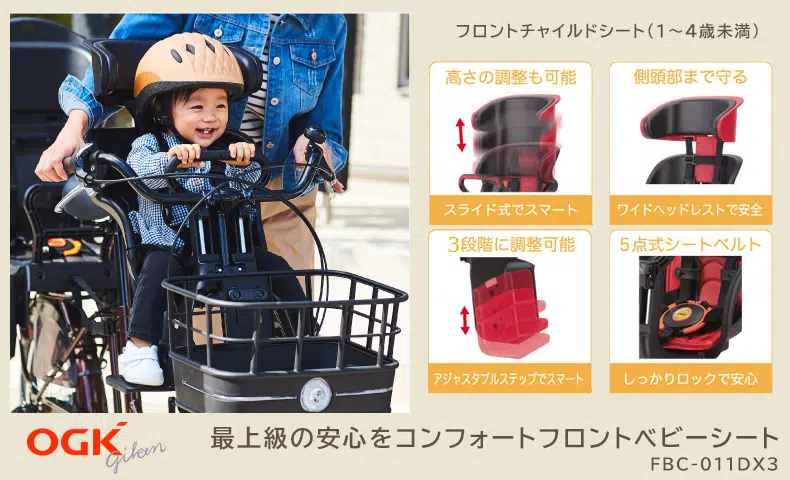 フロントチャイルドシート(1～4歳未満)
高さの調整も可能
スライド式でスマート
側頭部まで守る
ワイドヘッドレストで安全
3段階に調整可能
アジャスタブルステップでスマート
5点式シートベルト
しっかりロックで安心
OGK giken
最上級の安心をコンフォートフロントベビーシート
FBC-011DX3